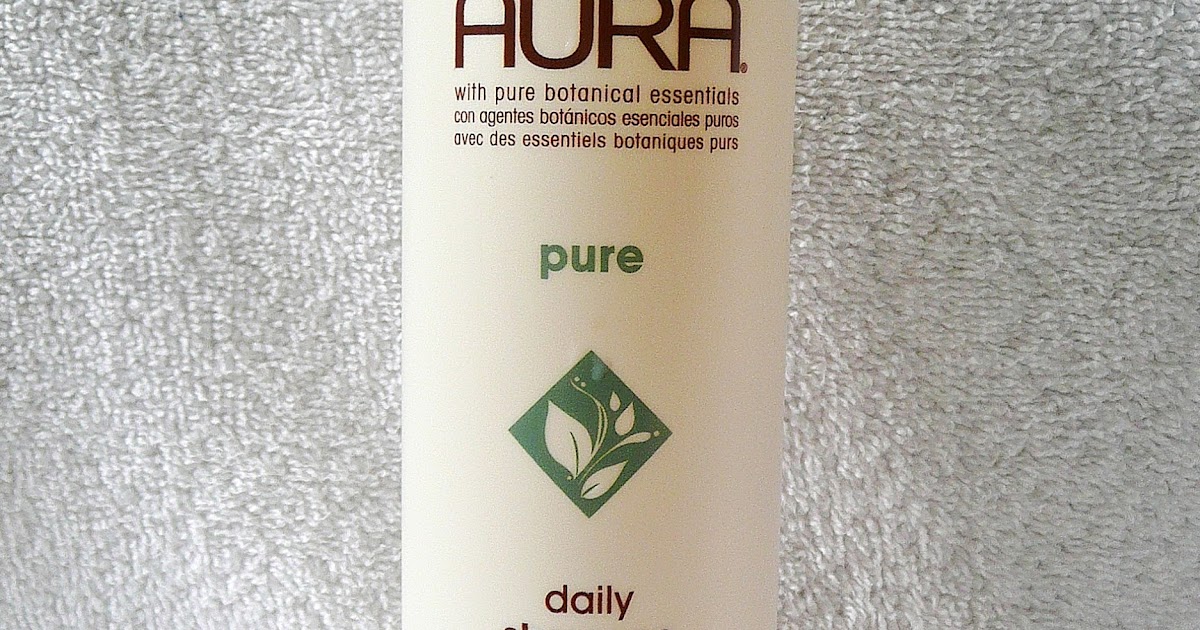 AURA®
with pure botanical essentials
con agentes botánicos esenciales puros
avec des essentiels botaniques purs
pure
daily